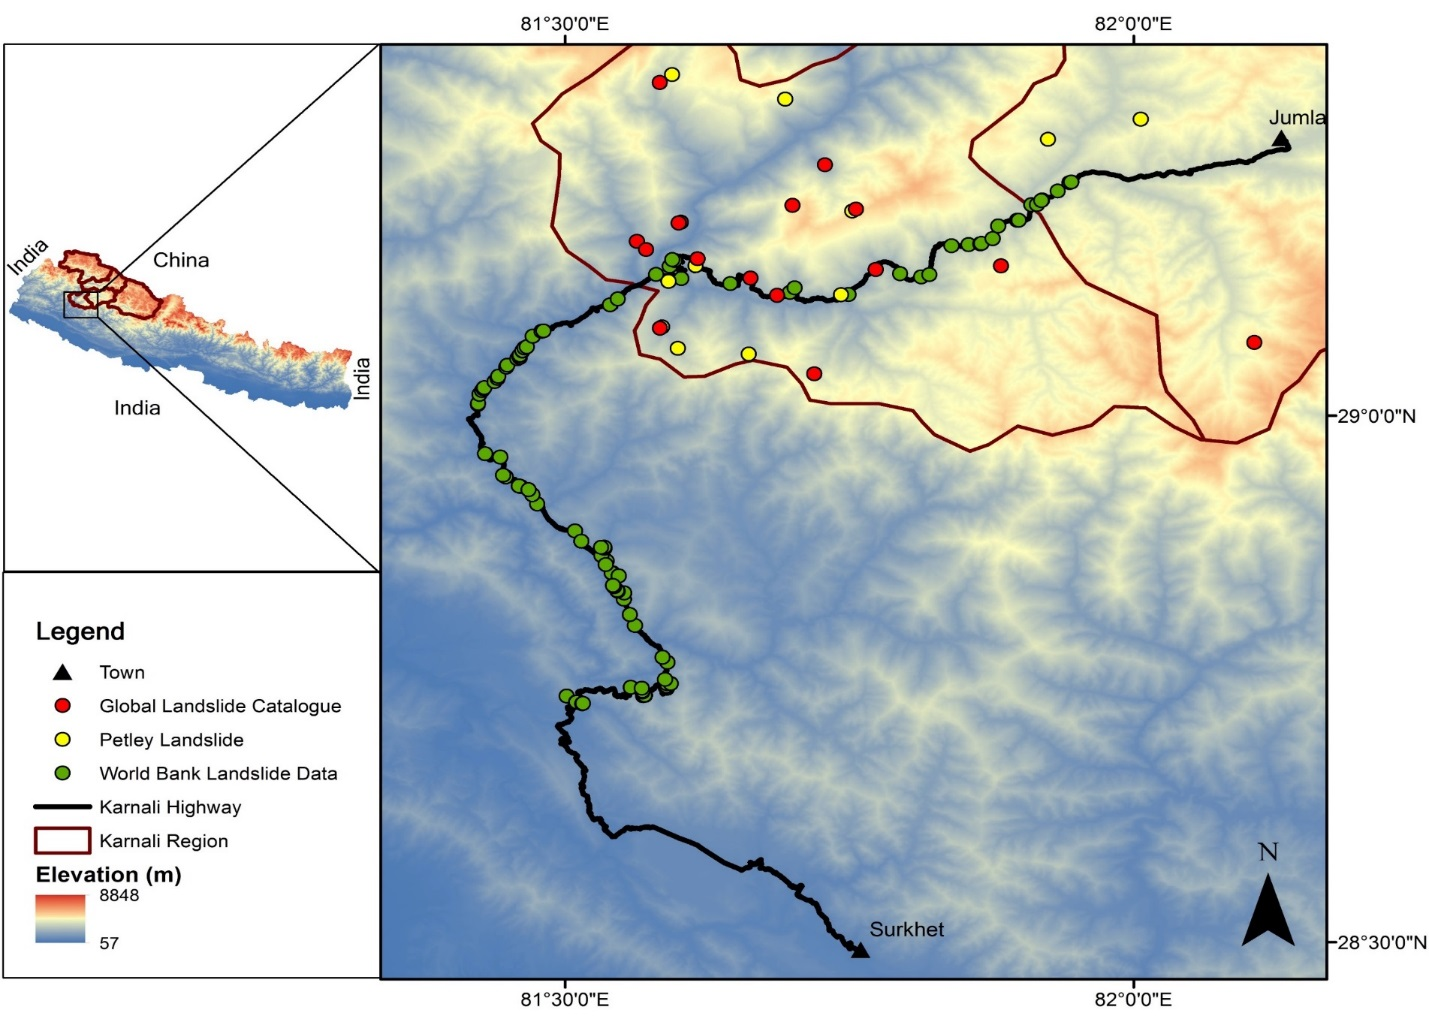 81°30'0"E
82°0'0"E
Jumla
India
China
India
India
29°0'0"N
Legend
Town
Global Landslide Catalogue
Petley Landslide
World Bank Landslide Data
Karnali Highway
Karnali Region
Elevation (m)
8848
57
N
Surkhet
28°30'0"N
81°30'0"E
82°0'0"E